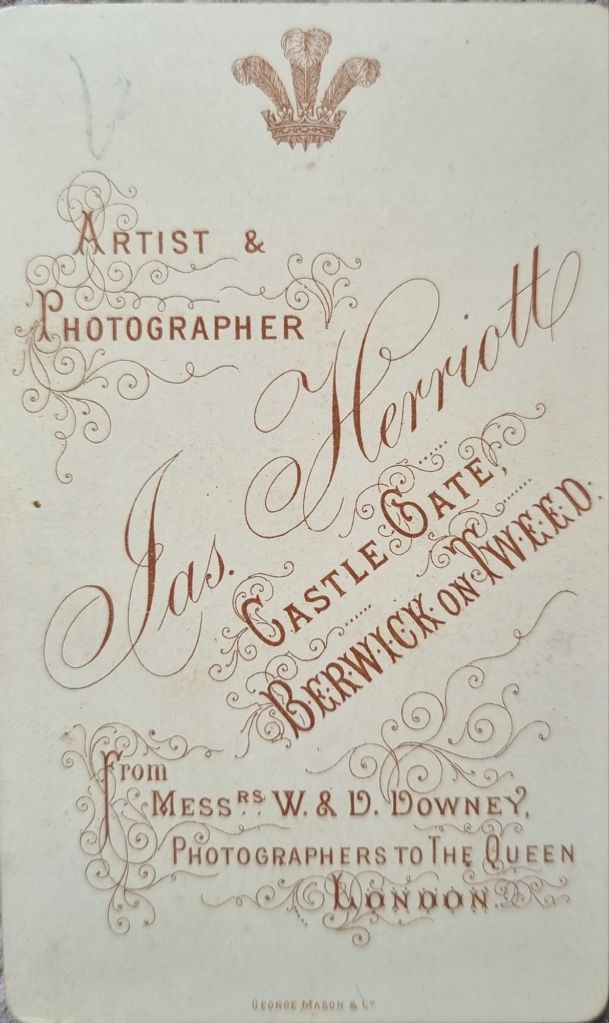 ARTIST &
PHOTOGRAPHER
Jas. Herriott
CASTLE GATE,
BERWICK ON TWEED.
From
MESSRS. W. & D. DOWNEY,
PHOTOGRAPHERS TO THE QUEEN
LONDON.
GEORGE MASON & Co